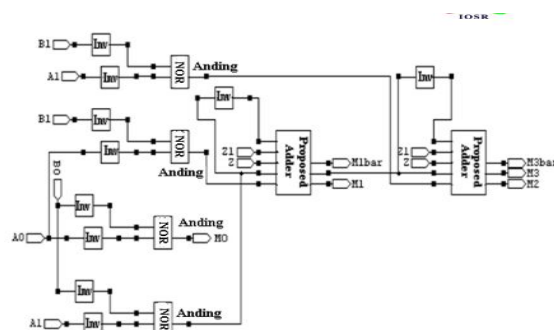 IOSR
B1
Inv
NOR
Anding
A1
Inv
Inv
Inv
B1
Inv
NOR
Inv
Anding
B0
Z1
Z
Proposed
Adder
M1bar
M1
Z1
Z
Proposed
Adder
M3bar
M3
M2
Inv
NOR
Anding
A0
Inv
M0
Inv
NOR
Anding
A1
Inv